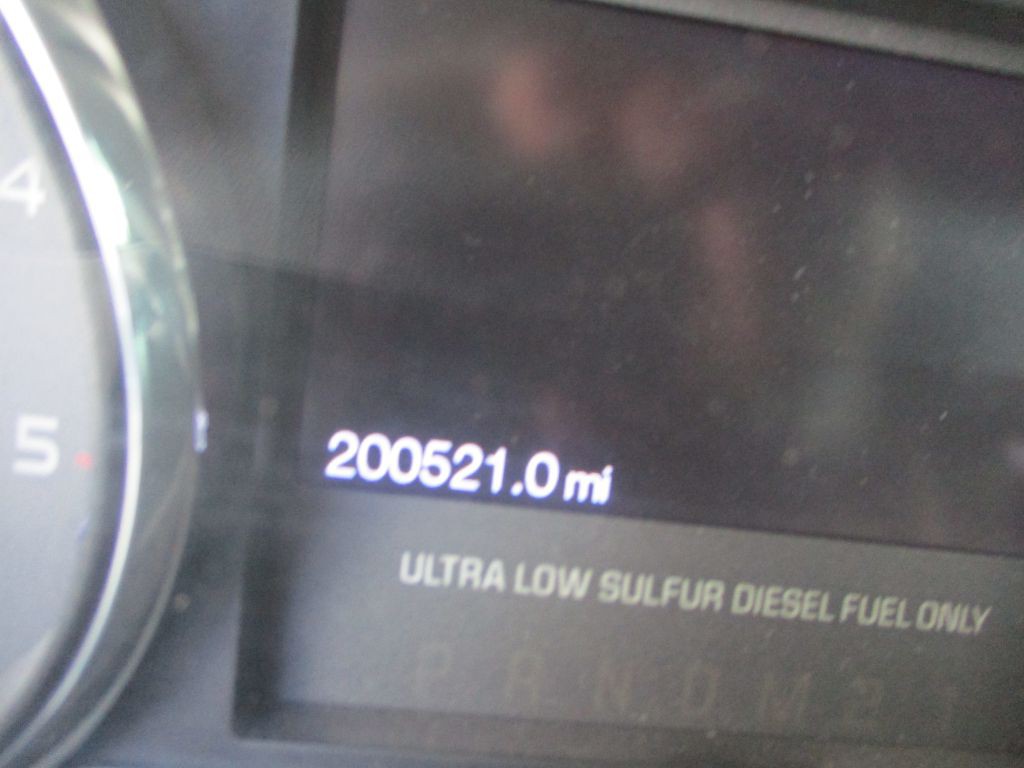 4
5
200521.0 mi
ULTRA LOW SULFUR DIESEL FUEL ONLY
P R N D M 2 1